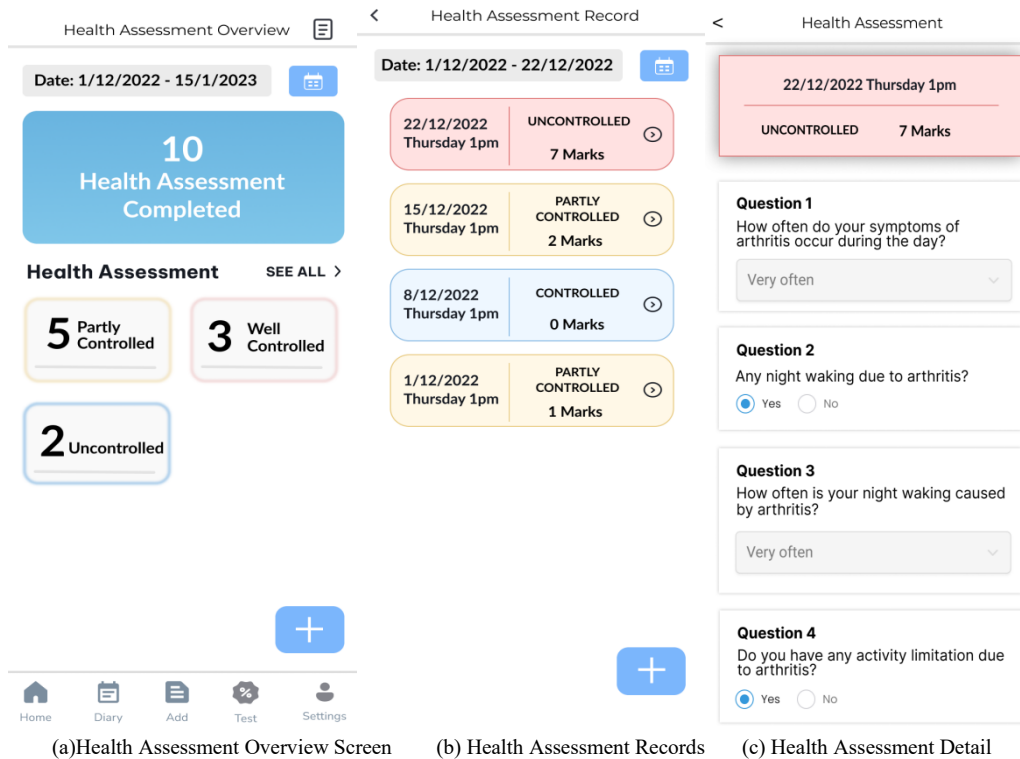 Health Assessment Overview
Date: 1/12/2022 - 15/1/2023
10
Health Assessment
Completed
Health Assessment
SEE ALL >
5 Partly
Controlled
3 Well
Controlled
2 Uncontrolled
+
Home
Diary
Add
Test
Settings
(a)Health Assessment Overview Screen
< Health Assessment Record
Date: 1/12/2022 - 22/12/2022
22/12/2022
Thursday 1pm
UNCONTROLLED
7 Marks
15/12/2022
Thursday 1pm
PARTLY
CONTROLLED
2 Marks
8/12/2022
Thursday 1pm
CONTROLLED
0 Marks
1/12/2022
Thursday 1pm
PARTLY
CONTROLLED
1 Marks
+
(b) Health Assessment Records
< Health Assessment
22/12/2022 Thursday 1pm
UNCONTROLLED 7 Marks
Question 1
How often do your symptoms of
arthritis occur during the day?
Very often
Question 2
Any night waking due to arthritis?
Yes No
Question 3
How often is your night waking caused
by arthritis?
Very often
Question 4
Do you have any activity limitation due
to arthritis?
Yes No
(c) Health Assessment Detail